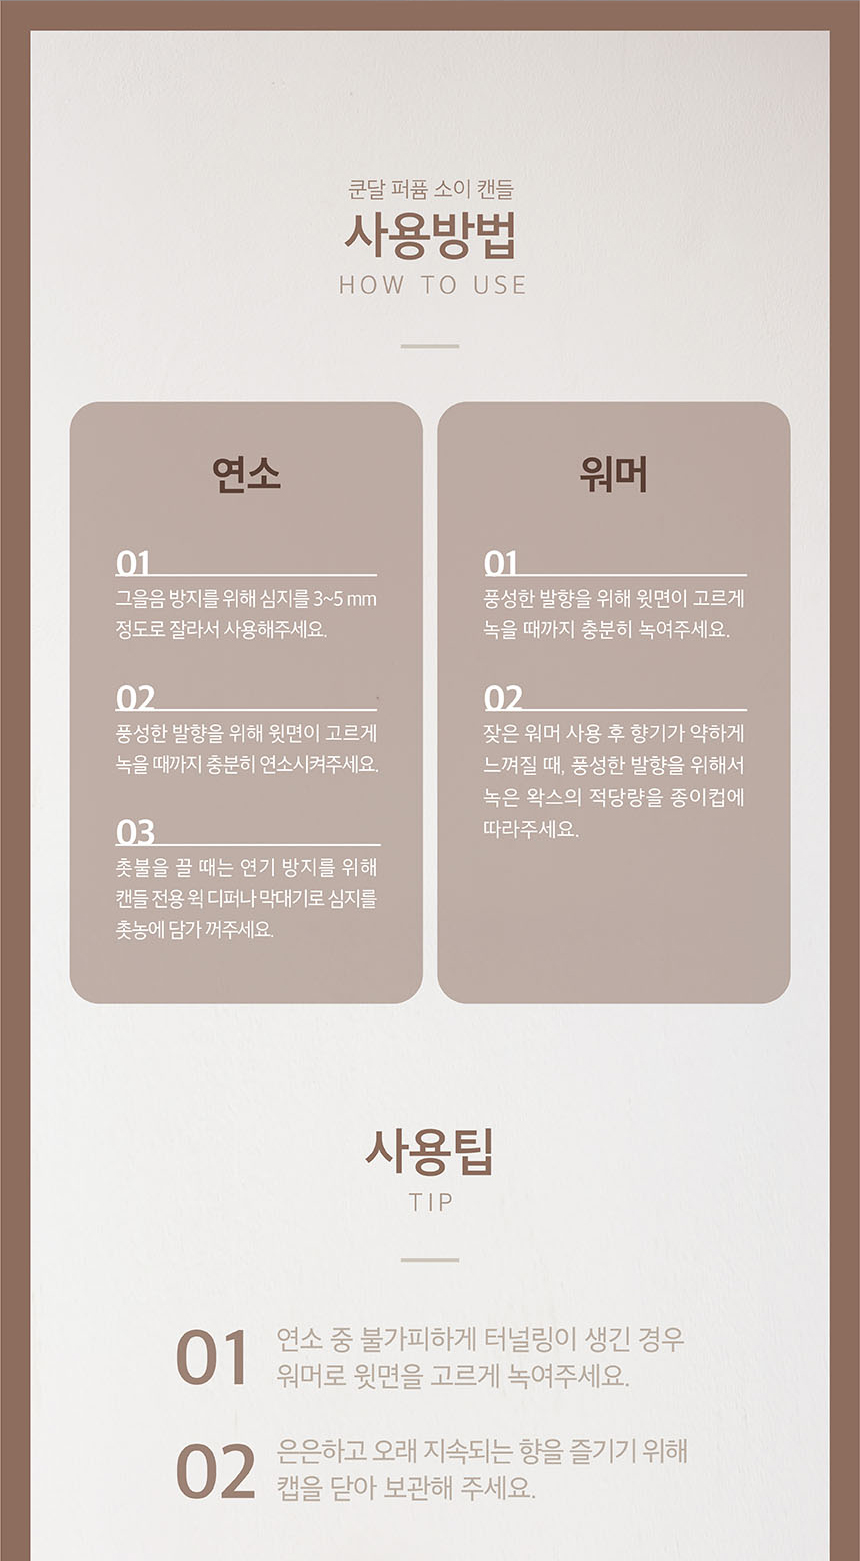 쿤달 퍼퓸 소이 캔들
사용방법
HOW TO USE
연소
01
그을음 방지를 위해 심지를 3~5 mm
정도로 잘라서 사용해주세요.
02
풍성한 발향을 위해 윗면이 고르게
녹을 때까지 충분히 연소시켜주세요.
03
촛불을 끌 때는 연기 방지를 위해
캔들 전용 윅 디퍼나 막대기로 심지를
촛농에 담가 꺼주세요.
워머
01
풍성한 발향을 위해 윗면이 고르게
녹을 때까지 충분히 녹여주세요.
02
잦은 워머 사용 후 향기가 약하게
느껴질 때, 풍성한 발향을 위해서
녹은 왁스의 적당량을 종이컵에
따라주세요.
사용팁
TIP
01
연소 중 불가피하게 터널링이 생긴 경우
워머로 윗면을 고르게 녹여주세요.
02
은은하고 오래 지속되는 향을 즐기기 위해
캡을 닫아 보관해 주세요.